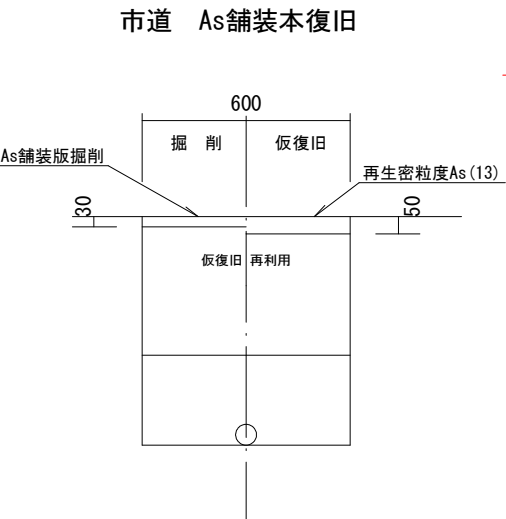 市道　As舗装本復旧
600
掘　削
仮復旧
As舗装版掘削
再生密粒度As(13)
30
50
仮復旧 再利用